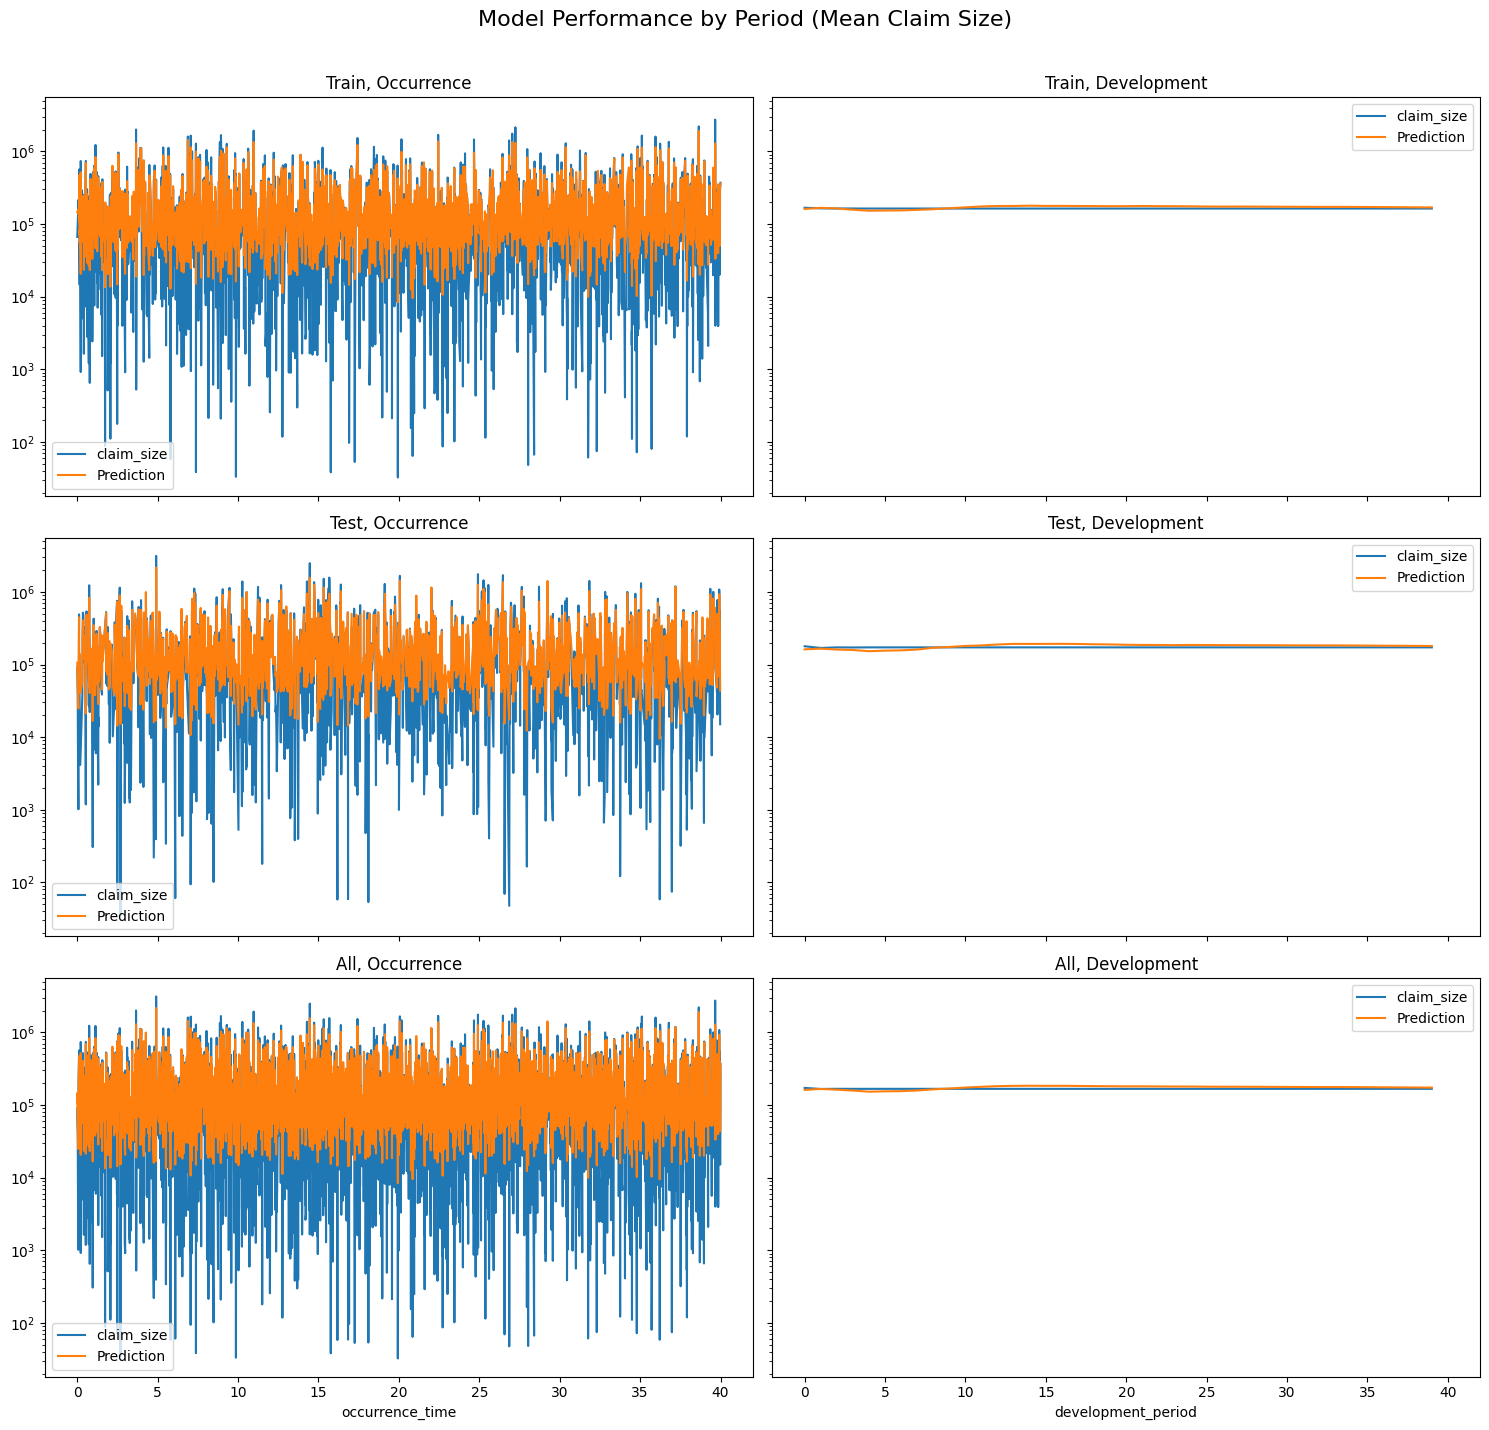 Model Performance by Period (Mean Claim Size)
Train, Occurrence
Train, Development
10^6
10^5
10^4
10^3
10^2
claim_size
Prediction
claim_size
Prediction
Test, Occurrence
Test, Development
10^6
10^5
10^4
10^3
10^2
claim_size
Prediction
claim_size
Prediction
All, Occurrence
All, Development
10^6
10^5
10^4
10^3
10^2
claim_size
Prediction
claim_size
Prediction
0 5 10 15 20 25 30 35 40
occurrence_time
0 5 10 15 20 25 30 35 40
development_period